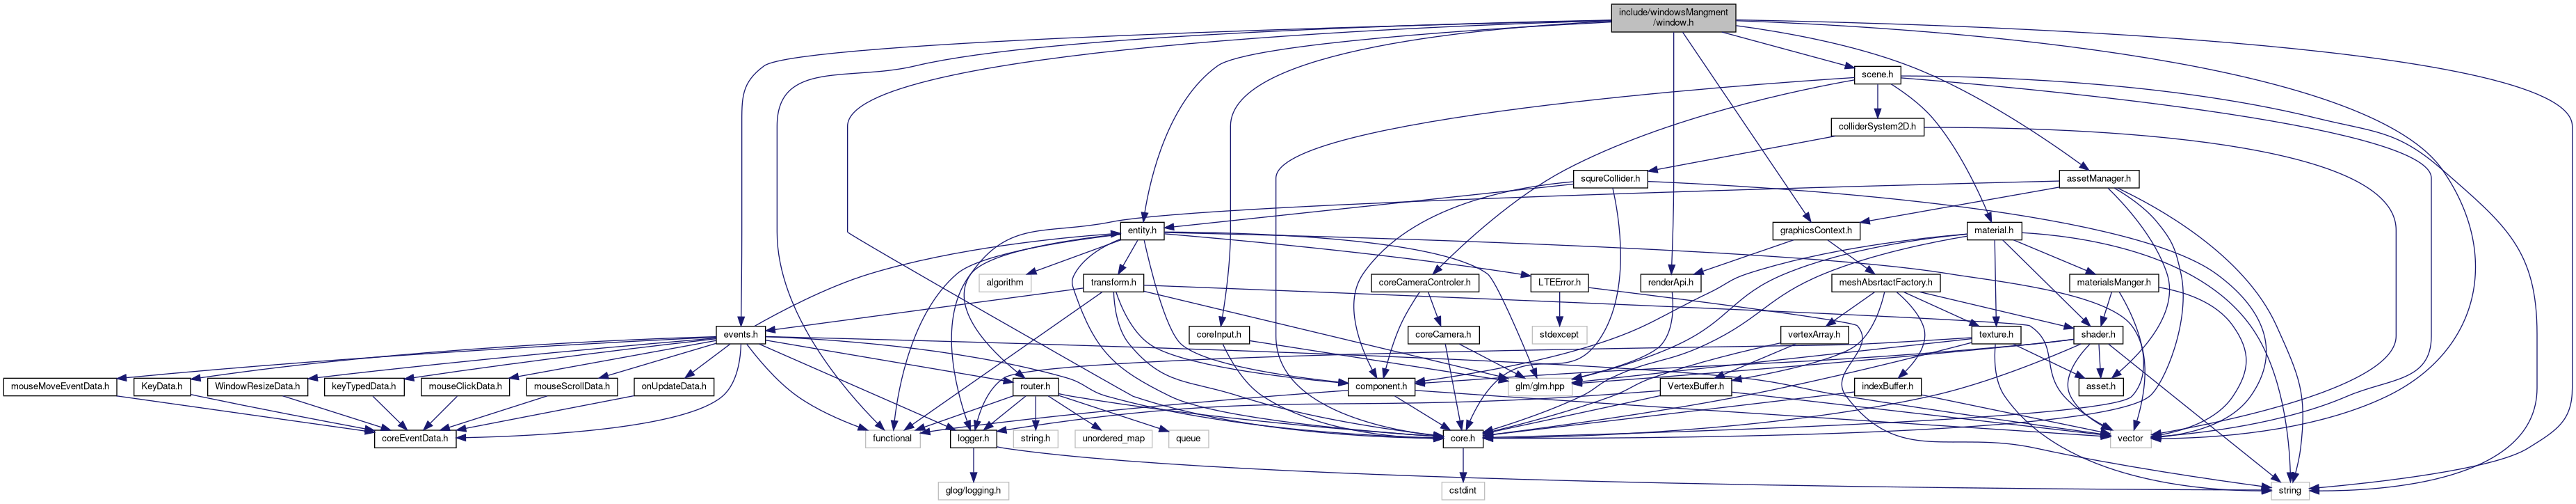 include/windowsMangment
/window.h
scene.h
colliderSystem2D.h
squreCollider.h
assetManager.h
entity.h
graphicsContext.h
material.h
algorithm
transform.h
coreCameraControler.h
LTEError.h
renderApi.h
meshAbsrtactFactory.h
materialsManger.h
events.h
coreInput.h
coreCamera.h
stdexcept
vertexArray.h
texture.h
shader.h
mouseMoveEventData.h
KeyData.h
WindowResizeData.h
keyTypedData.h
mouseClickData.h
mouseScrollData.h
onUpdateData.h
router.h
component.h
glm/glm.hpp
VertexBuffer.h
indexBuffer.h
asset.h
coreEventData.h
functional
logger.h
string.h
unordered_map
queue
core.h
vector
glog/logging.h
cstdint
string